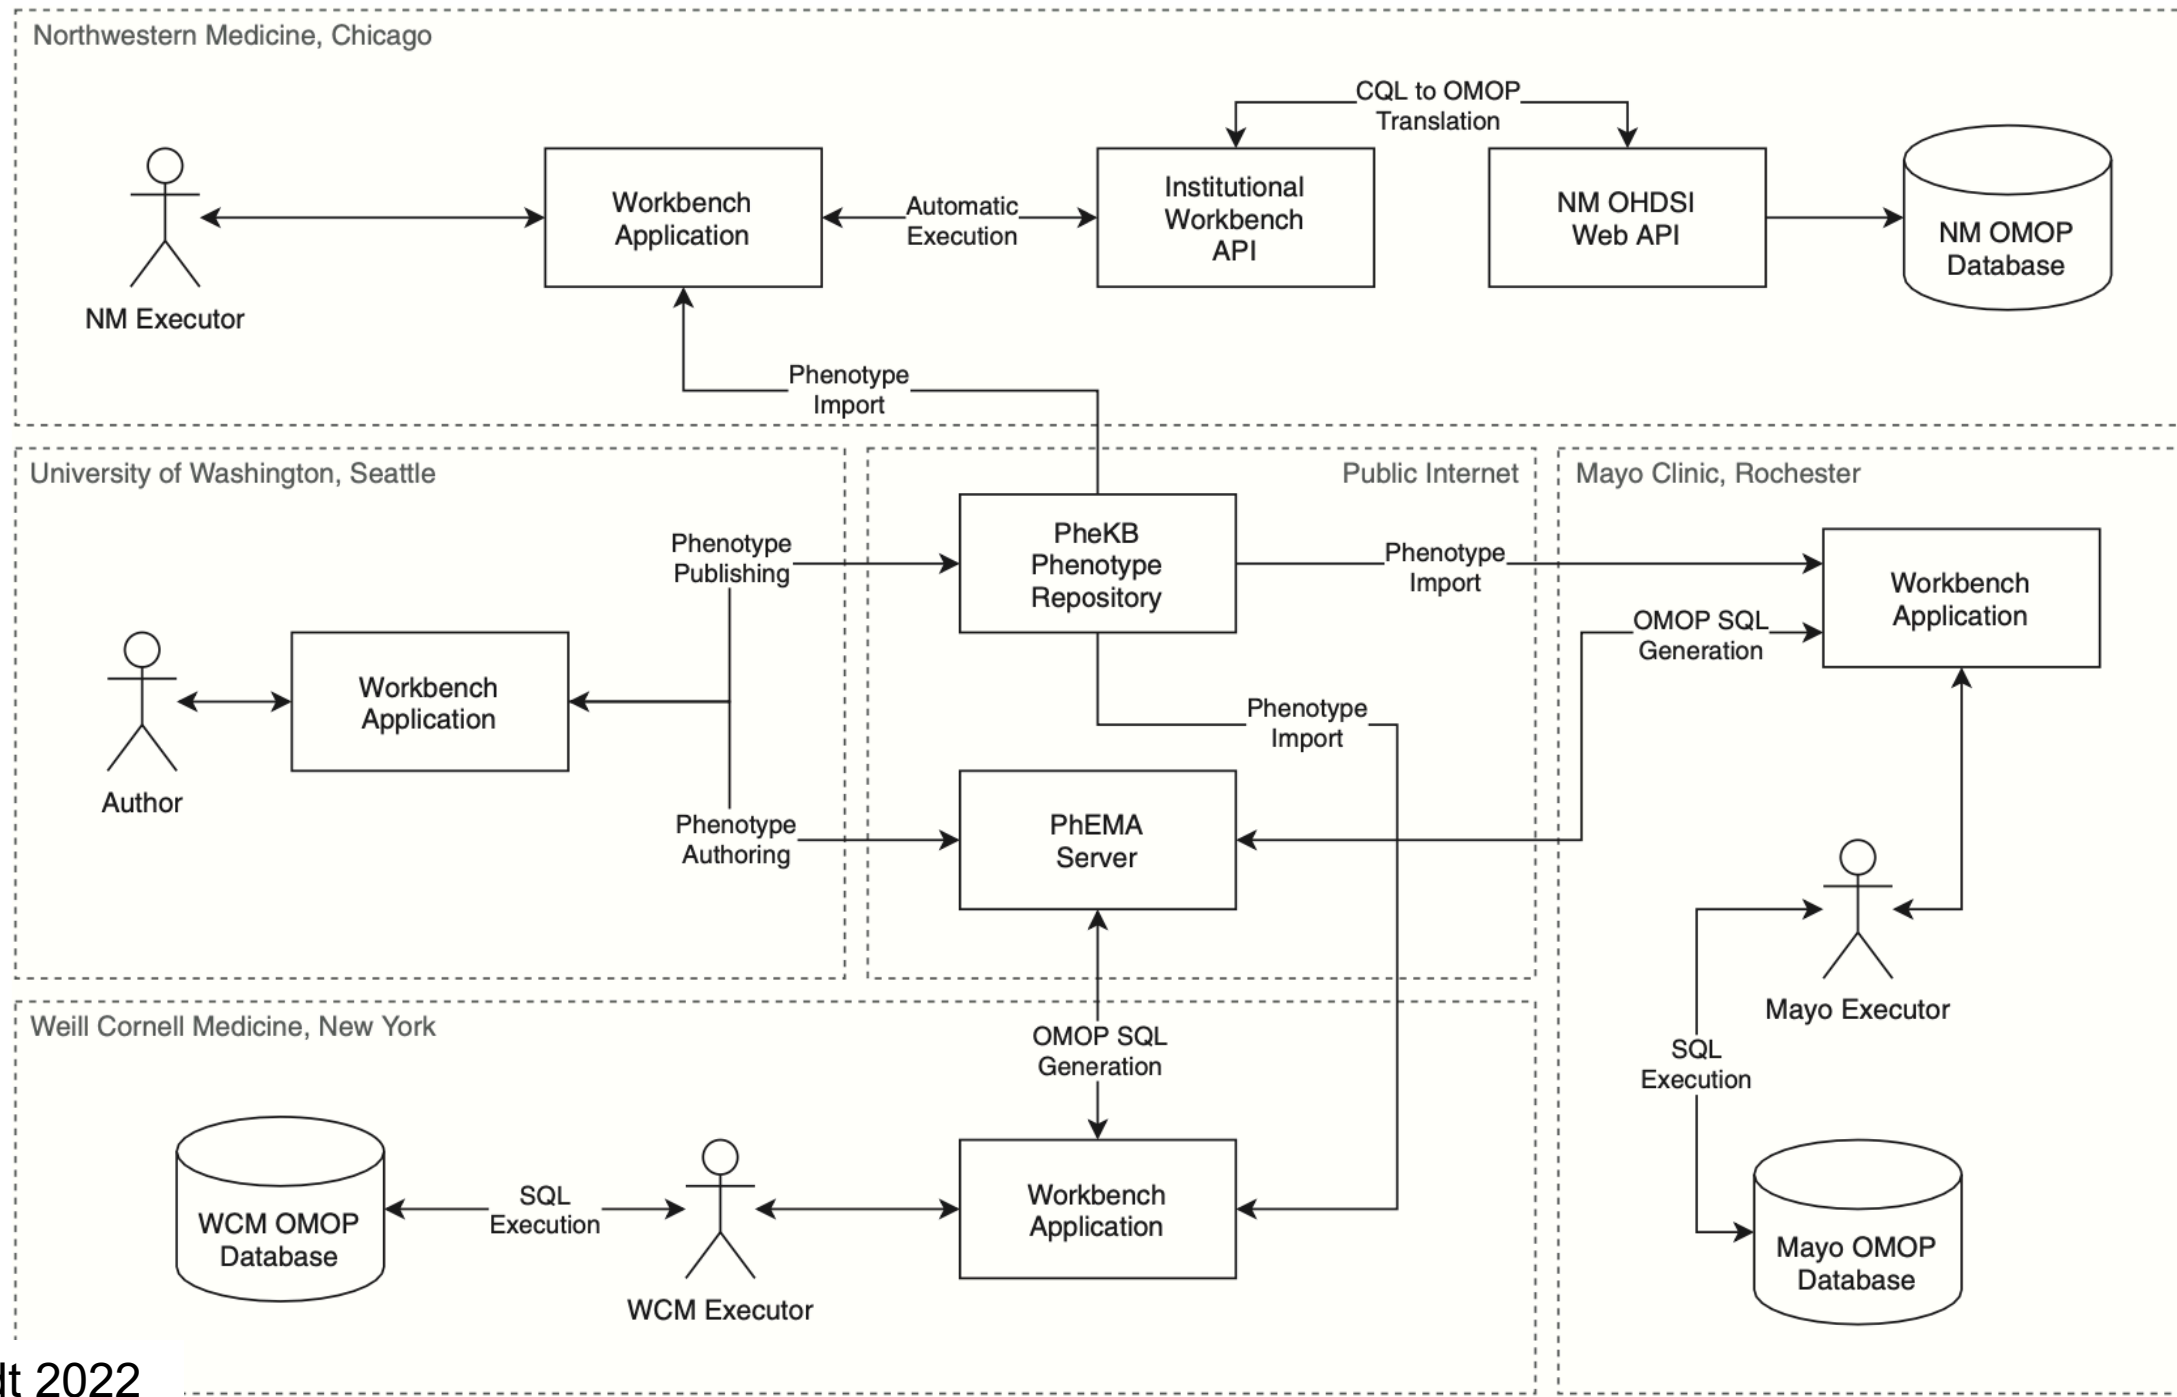 Northwestern Medicine, Chicago
CQL to OMOP
Translation
NM Executor
Workbench
Application
Automatic
Execution
Institutional
Workbench
API
NM OHDSI
Web API
NM OMOP
Database
Phenotype
Import
University of Washington, Seattle
Author
Workbench
Application
Phenotype
Publishing
Phenotype
Authoring
Public Internet
PheKB
Phenotype
Repository
Phenotype
Import
Phenotype
Import
PhEMA
Server
Mayo Clinic, Rochester
Workbench
Application
OMOP SQL
Generation
Mayo Executor
SQL
Execution
Mayo OMOP
Database
Weill Cornell Medicine, New York
OMOP SQL
Generation
WCM OMOP
Database
SQL
Execution
WCM Executor
Workbench
Application
2022